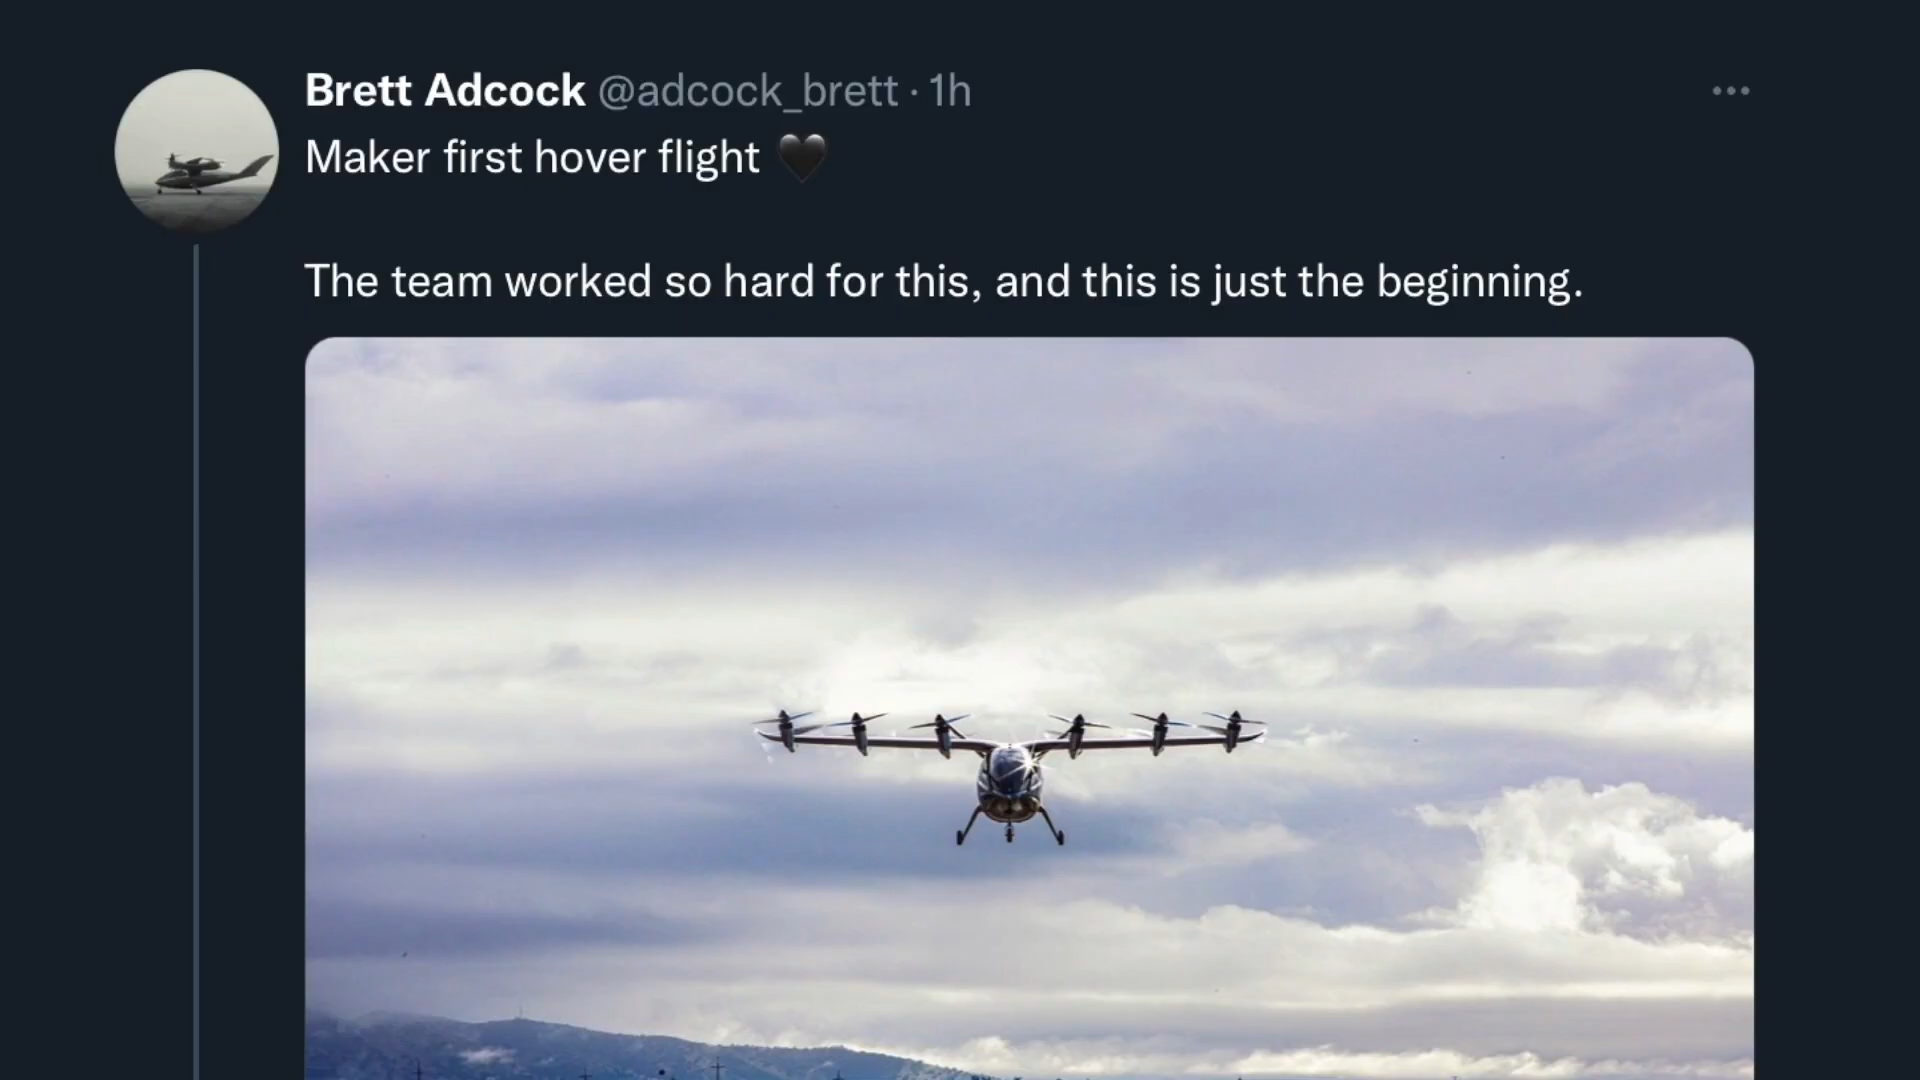 Brett Adcock @adcock_brett · 1h
Maker first hover flight 🖤
The team worked so hard for this, and this is just the beginning.